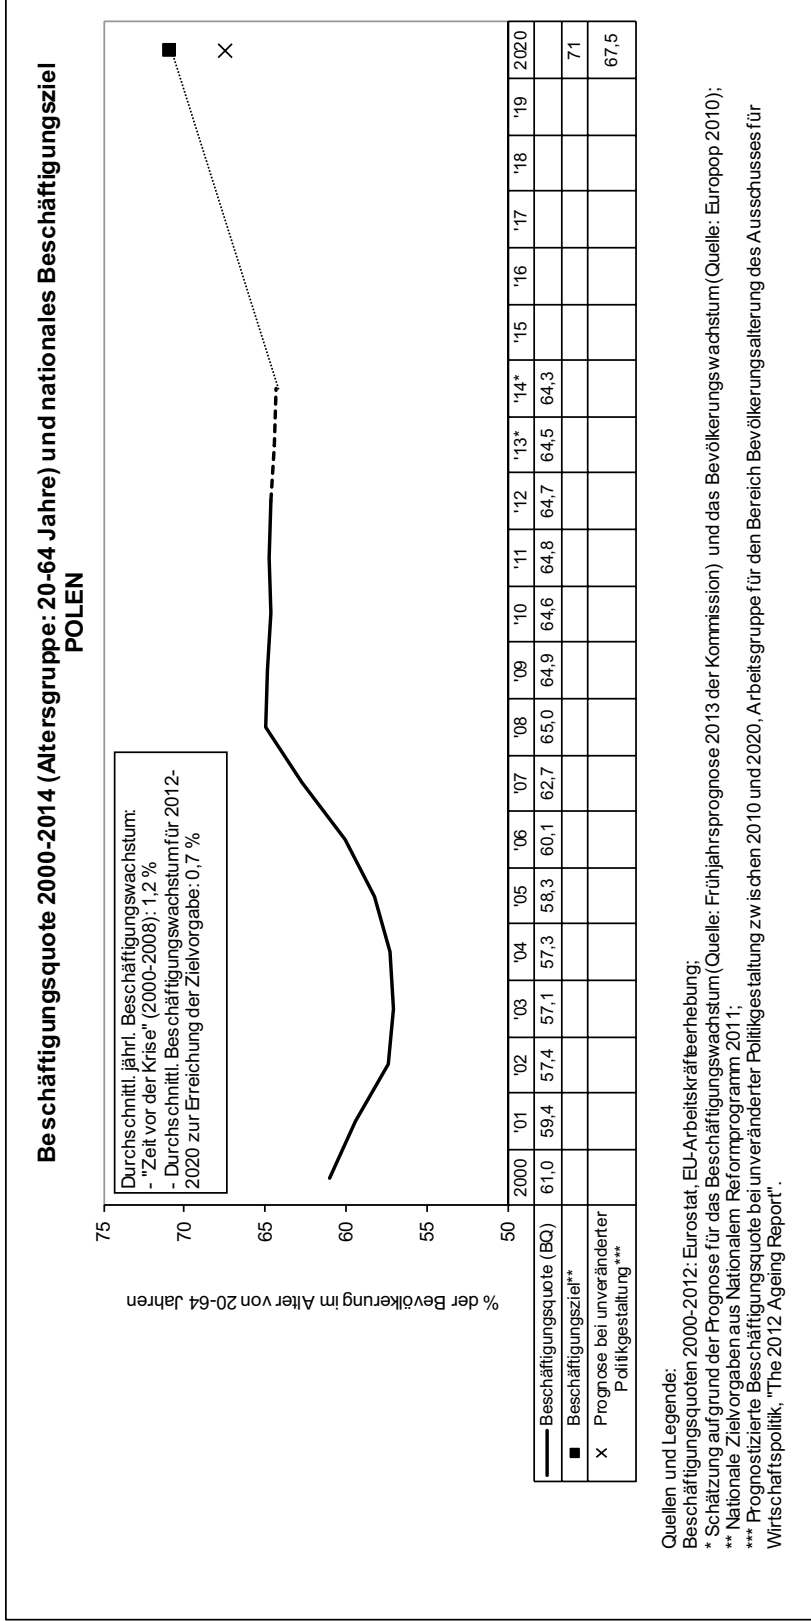 Beschäftigungsquote 2000-2014 (Altersgruppe: 20-64 Jahre) und nationales Beschäftigungsziel
POLEN
Durchschnittl. jährl. Beschäftigungswachstum:
- "Zeit vor der Krise" (2000-2008): 1,2 %
- Durchschnittl. Beschäftigungswachstum für 2012-
2020 zur Erreichung der Zielvorgabe: 0,7 %
% der Bevölkerung im Alter von 20-64 Jahren
75
70
65
60
55
50
2000 '01 '02 '03 '04 '05 '06 '07 '08 '09 '10 '11 '12 '13* '14* '15 '16 '17 '18 '19 2020
Beschäftigungsquote (BQ) 61,0 59,4 57,4 57,1 57,3 58,3 60,1 62,7 65,0 64,9 64,6 64,8 64,7 64,5 64,3
Beschäftigungsziel** 71
Prognose bei unveränderter
Politikgestaltung*** 67,5
Quellen und Legende:
Beschäftigungsquoten 2000-2012: Eurostat, EU-Arbeitskräfteerhebung;
* Schätzung aufgrund der Prognose für das Beschäftigungswachstum (Quelle: Frühjahrsprognose 2013 der Kommission) und das Bevölkerungswachstum (Quelle: Europop 2010);
** Nationale Zielvorgaben aus Nationalem Reformprogramm 2011;
*** Prognostizierte Beschäftigungsquote bei unveränderter Politikgestaltung zwischen 2010 und 2020, Arbeitsgruppe für den Bereich Bevölkerungsalterung des Ausschusses für
Wirtschaftspolitik, "The 2012 Ageing Report".